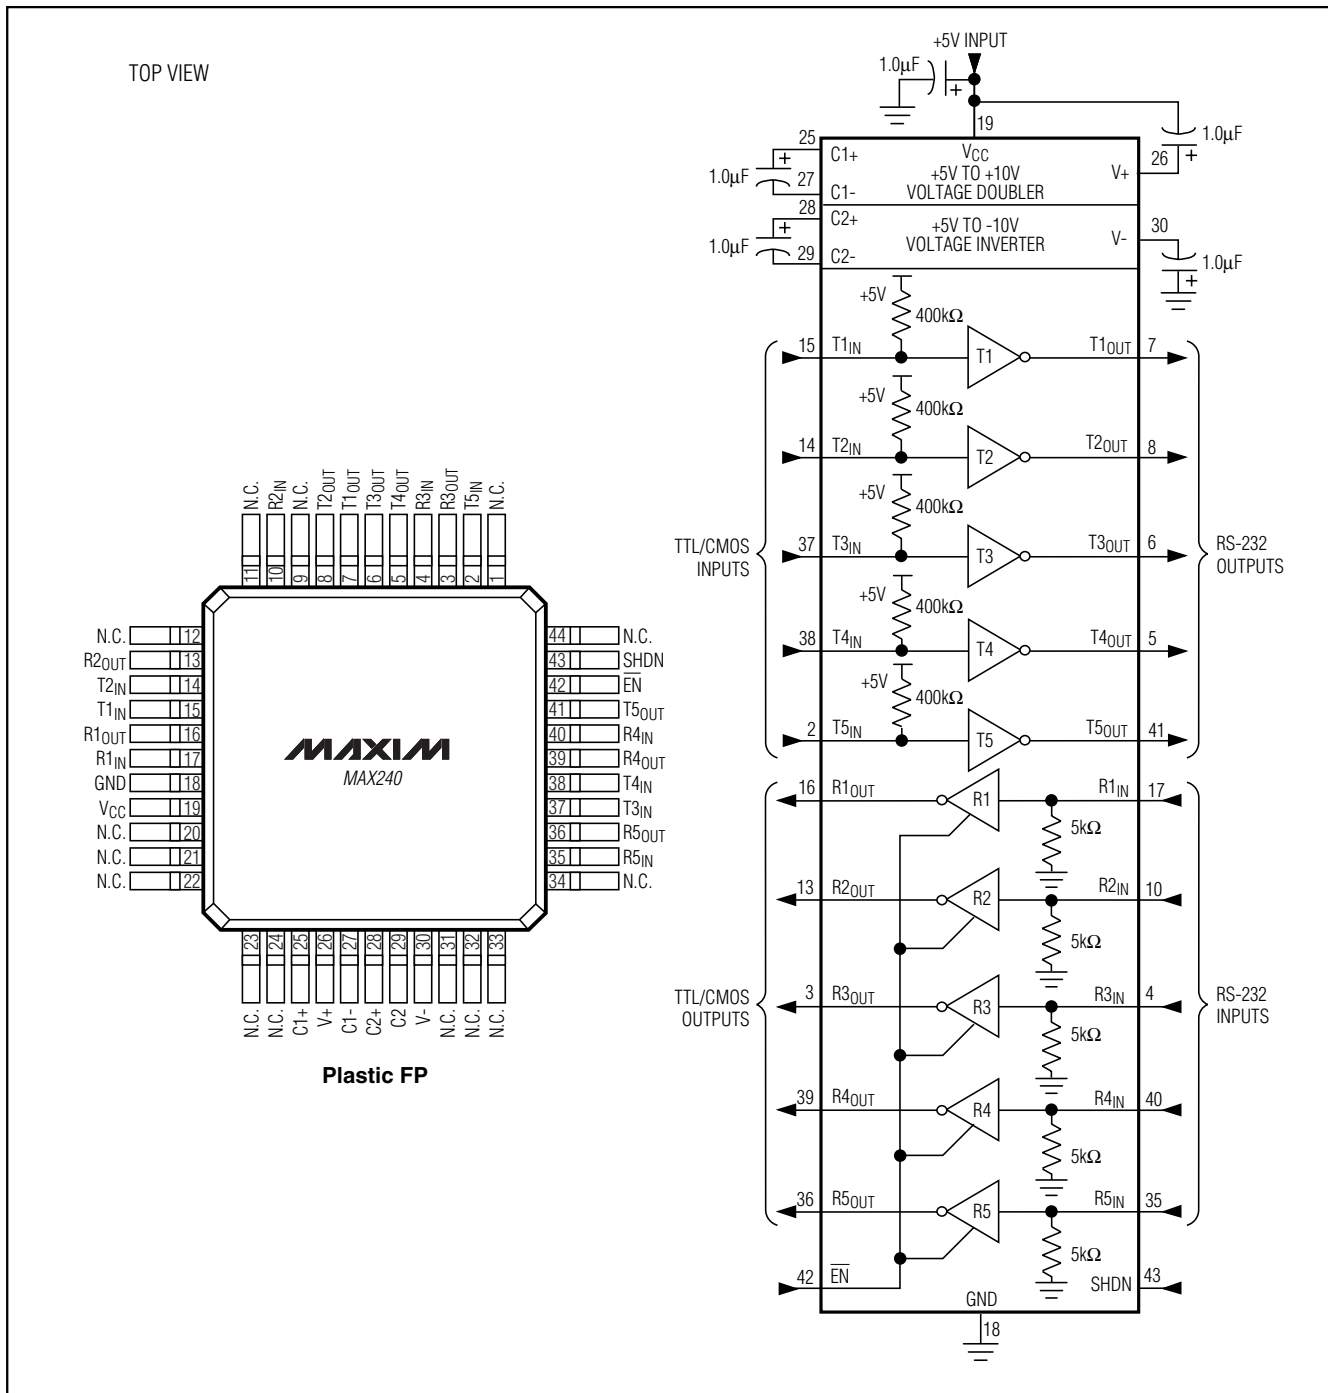 TOP VIEW
N.C.
R2IN
N.C.
T2OUT
T1OUT
T3OUT
T4OUT
R3IN
R3OUT
T5IN
N.C.
11
10
9
8
7
6
5
4
3
2
1
N.C. 12
R2OUT 13
T2IN 14
T1IN 15
R1OUT 16
R1IN 17
GND 18
VCC 19
N.C. 20
N.C. 21
N.C. 22
MAXIM
MAX240
44 N.C.
43 SHDN
42 EN
41 T5OUT
40 R4IN
39 R4OUT
38 T4IN
37 T3IN
36 R5OUT
35 R5IN
34 N.C.
23
24
25
26
27
28
29
30
31
32
33
N.C.
N.C.
C1+
V+
C1-
C2+
C2
V-
N.C.
N.C.
N.C.
Plastic FP
+5V INPUT
1.0µF
+
19
1.0µF
+
25
C1+
VCC
+5V TO +10V
VOLTAGE DOUBLER
V+
26
1.0µF
+
27
C1-
28
C2+
+5V TO -10V
VOLTAGE INVERTER
V-
30
1.0µF
+
29
C2-
1.0µF
+
+5V
400kΩ
15 T1IN T1 T1OUT 7
+5V
400kΩ
14 T2IN T2 T2OUT 8
+5V
400kΩ
37 T3IN T3 T3OUT 6
TTL/CMOS
INPUTS
RS-232
OUTPUTS
+5V
400kΩ
38 T4IN T4 T4OUT 5
+5V
400kΩ
2 T5IN T5 T5OUT 41
16 R1OUT R1 R1IN 17
5kΩ
13 R2OUT R2 R2IN 10
5kΩ
3 R3OUT R3 R3IN 4
TTL/CMOS
OUTPUTS
RS-232
INPUTS
5kΩ
39 R4OUT R4 R4IN 40
5kΩ
36 R5OUT R5 R5IN 35
5kΩ
42 EN
SHDN 43
GND
18